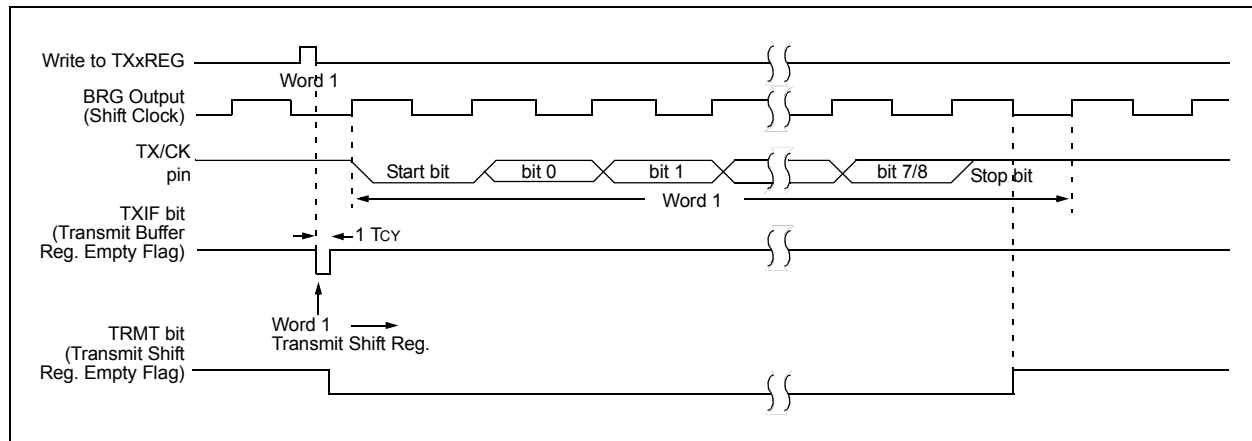 Write to TXxREG
Word 1
BRG Output
(Shift Clock)
TX/CK
pin
Start bit
bit 0
bit 1
bit 7/8
Stop bit
Word 1
TXIF bit
(Transmit Buffer
Reg. Empty Flag)
1 TCY
Word 1
Transmit Shift Reg.
TRMT bit
(Transmit Shift
Reg. Empty Flag)